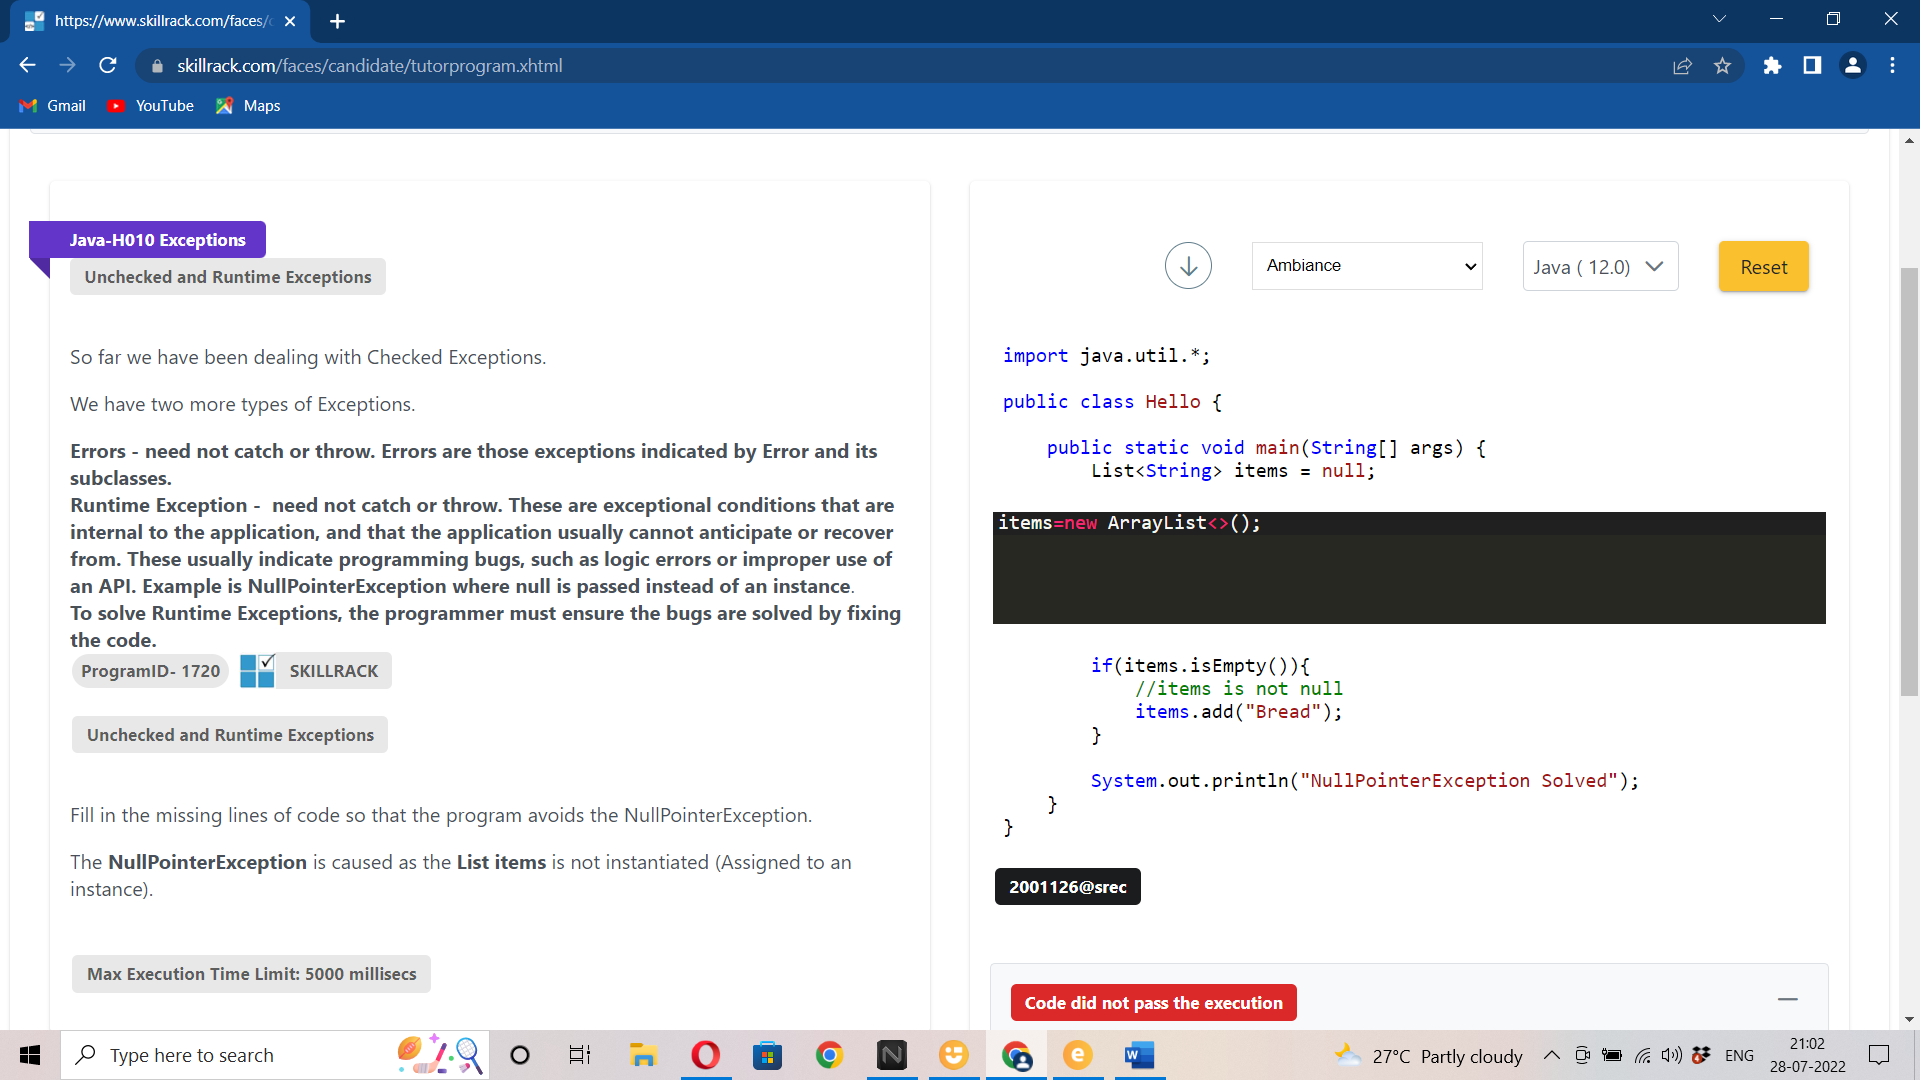 https://www.skillrack.com/faces/c
skillrack.com/faces/candidate/tutorprogram.xhtml
Gmail YouTube Maps
Java-H010 Exceptions
Unchecked and Runtime Exceptions
So far we have been dealing with Checked Exceptions.
We have two more types of Exceptions.
Errors - need not catch or throw. Errors are those exceptions indicated by Error and its
subclasses.
Runtime Exception - need not catch or throw. These are exceptional conditions that are
internal to the application, and that the application usually cannot anticipate or recover
from. These usually indicate programming bugs, such as logic errors or improper use of
an API. Example is NullPointerException where null is passed instead of an instance.
To solve Runtime Exceptions, the programmer must ensure the bugs are solved by fixing
the code.
ProgramID- 1720 SKILLRACK
Unchecked and Runtime Exceptions
Fill in the missing lines of code so that the program avoids the NullPointerException.
The NullPointerException is caused as the List items is not instantiated (Assigned to an
instance).
Max Execution Time Limit: 5000 millisecs
Ambiance Java ( 12.0) Reset
import java.util.*;
public class Hello {
public static void main(String[] args) {
List<String> items = null;
items=new ArrayList<>();
if(items.isEmpty()){
//items is not null
items.add("Bread");
}
System.out.println("NullPointerException Solved");
}
}
2001126@srec
Code did not pass the execution
Type here to search
27°C Partly cloudy
ENG
21:02
28-07-2022